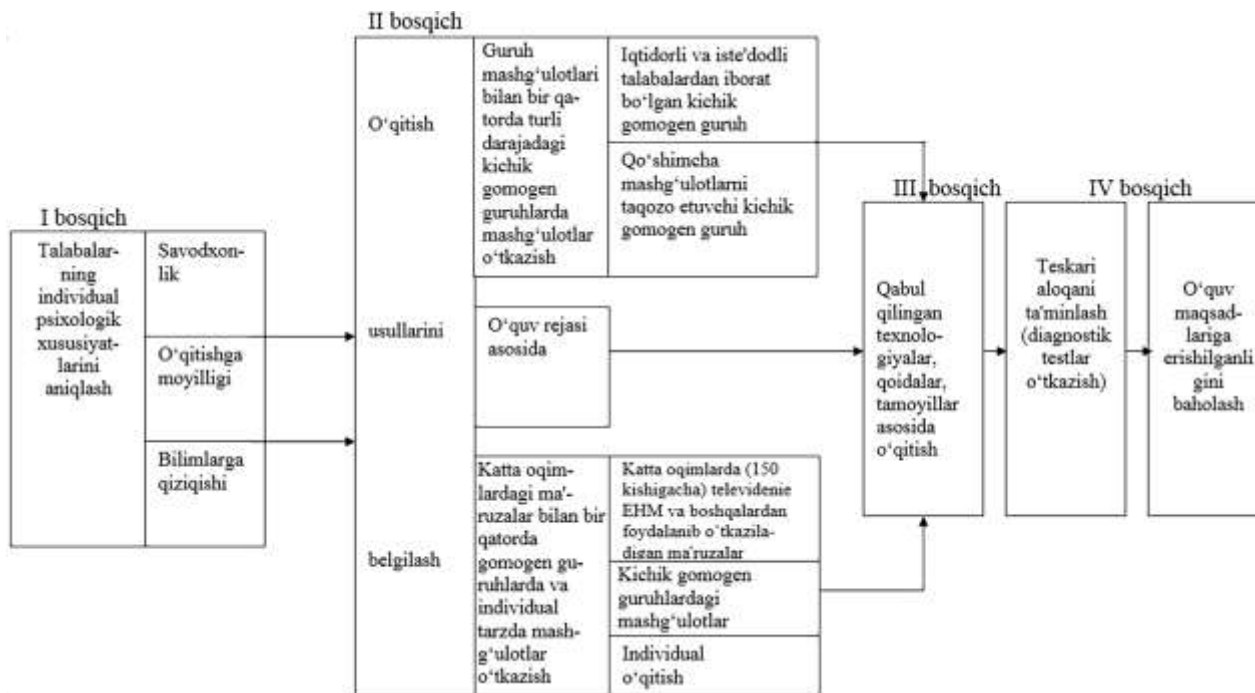 I bosqich
Talabalar-
ning
individual
psixologik
xususiyat-
larini
aniqlash
Savodxon-
lik
O‘qitishga
moyilligi
Bilimlarga
qiziqishi
II bosqich
O‘qitish
usullarini
belgilash
Guruh
mashg‘ulotlari
bilan bir qa-
torda turli
darajadagi
kichik
gomogen
guruhlarda
mashg‘ulotlar
o‘tkazish
Iqtidorli va iste'dodli
talabalardan iborat
bo‘lgan kichik
gomogen guruh
Qo‘shimcha
mashg‘ulotlarni
taqozo etuvchi kichik
gomogen guruh
O‘quv rejasi
asosida
Katta oqim-
lardagi ma'-
ruzalar bilan bir
qatorda
gomogen gu-
ruhlarda va
individual
tarzda mash-
g‘ulotlar
o‘tkazish
Katta oqimlarda (150
kishigacha) televidenie
EHM va boshqalardan
foydalanib o‘tkazila-
digan ma'ruzalar
Kichik gomogen
guruhlardagi
mashg‘ulotlar
Individual
o‘qitish
III bosqich
Qabul
qilingan
texnolo-
giyalar,
qoidalar,
tamoyillar
asosida
o‘qitish
Teskari
aloqani
ta'minlash
(diagnostik
testlar
o‘tkazish)
IV bosqich
O‘quv
maqsad-
lariga
erishilganli
gini
baholash